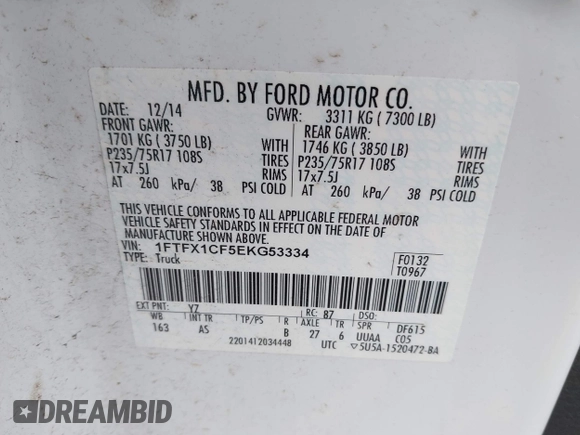 MFD. BY FORD MOTOR CO.
DATE: 12/14 GVWR: 3311 KG ( 7300 LB)
FRONT GAWR: REAR GAWR:
1701 KG ( 3750 LB) WITH 1746 KG ( 3850 LB) WITH
P235/75R17 108S TIRES P235/75R17 108S TIRES
17x7.5J RIMS 17x7.5J RIMS
AT 260 kPa/ 38 PSI COLD AT 260 kPa/ 38 PSI COLD
THIS VEHICLE CONFORMS TO ALL APPLICABLE FEDERAL MOTOR
VEHICLE SAFETY STANDARDS IN EFFECT ON THE DATE OF
MANUFACTURE SHOWN ABOVE.
VIN: 1FTFX1CF5EKG53334
TYPE: Truck
F0132
T0967
EXT PNT: YZ RC: 87 DSO:
WB INT TR TP/PS R AXLE TR SPR DF615
163 AS B 27 6 UUAA C05
2201412034448 UTC ▽5U5A-1520472-BA
DREAMBID